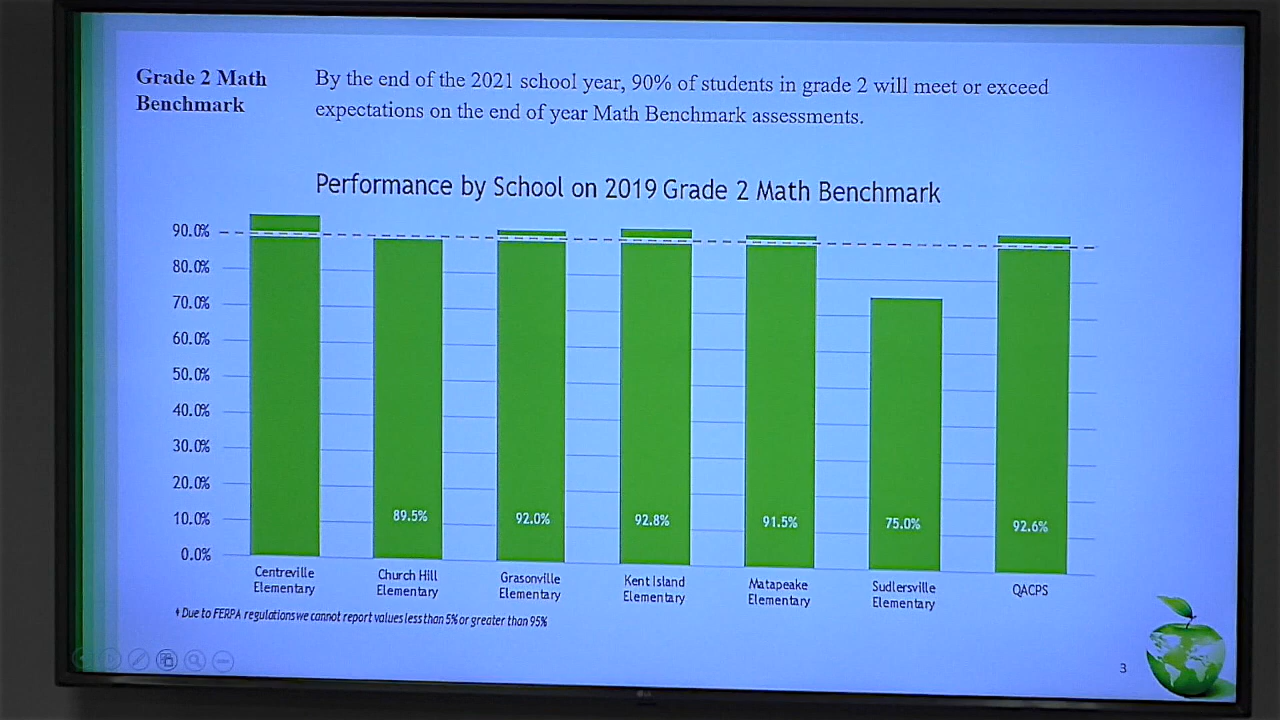 Grade 2 Math
Benchmark
By the end of the 2021 school year, 90% of students in grade 2 will meet or exceed
expectations on the end of year Math Benchmark assessments.
Performance by School on 2019 Grade 2 Math Benchmark
90.0%
80.0%
70.0%
60.0%
50.0%
40.0%
30.0%
20.0%
10.0%
0.0%
89.5%
92.0%
92.8%
91.5%
75.0%
92.6%
Centreville
Elementary
Church Hill
Elementary
Grasonville
Elementary
Kent Island
Elementary
Matapeake
Elementary
Sudlersville
Elementary
QACPS
‡ Due to FERPA regulations we cannot report values less than 5% or greater than 95%
3
LG